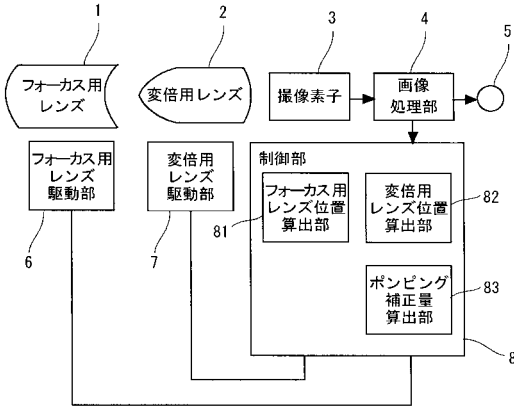 1
2
3
4
5
フォーカス用
レンズ
変倍用レンズ
撮像素子
画像
処理部
フォーカス用
レンズ
駆動部
変倍用
レンズ
駆動部
制御部
フォーカス用
レンズ位置
算出部
変倍用
レンズ位置
算出部
81
82
6
7
ポンピング
補正量
算出部
83
8